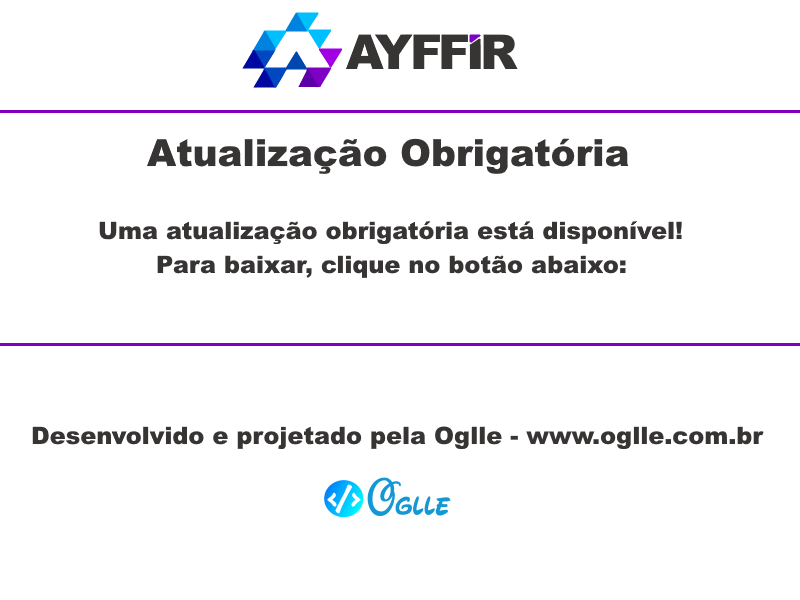 AYFFIR
Atualização Obrigatória
Uma atualização obrigatória está disponível!
Para baixar, clique no botão abaixo:
Desenvolvido e projetado pela Oglle - www.oglle.com.br
</> Oglle